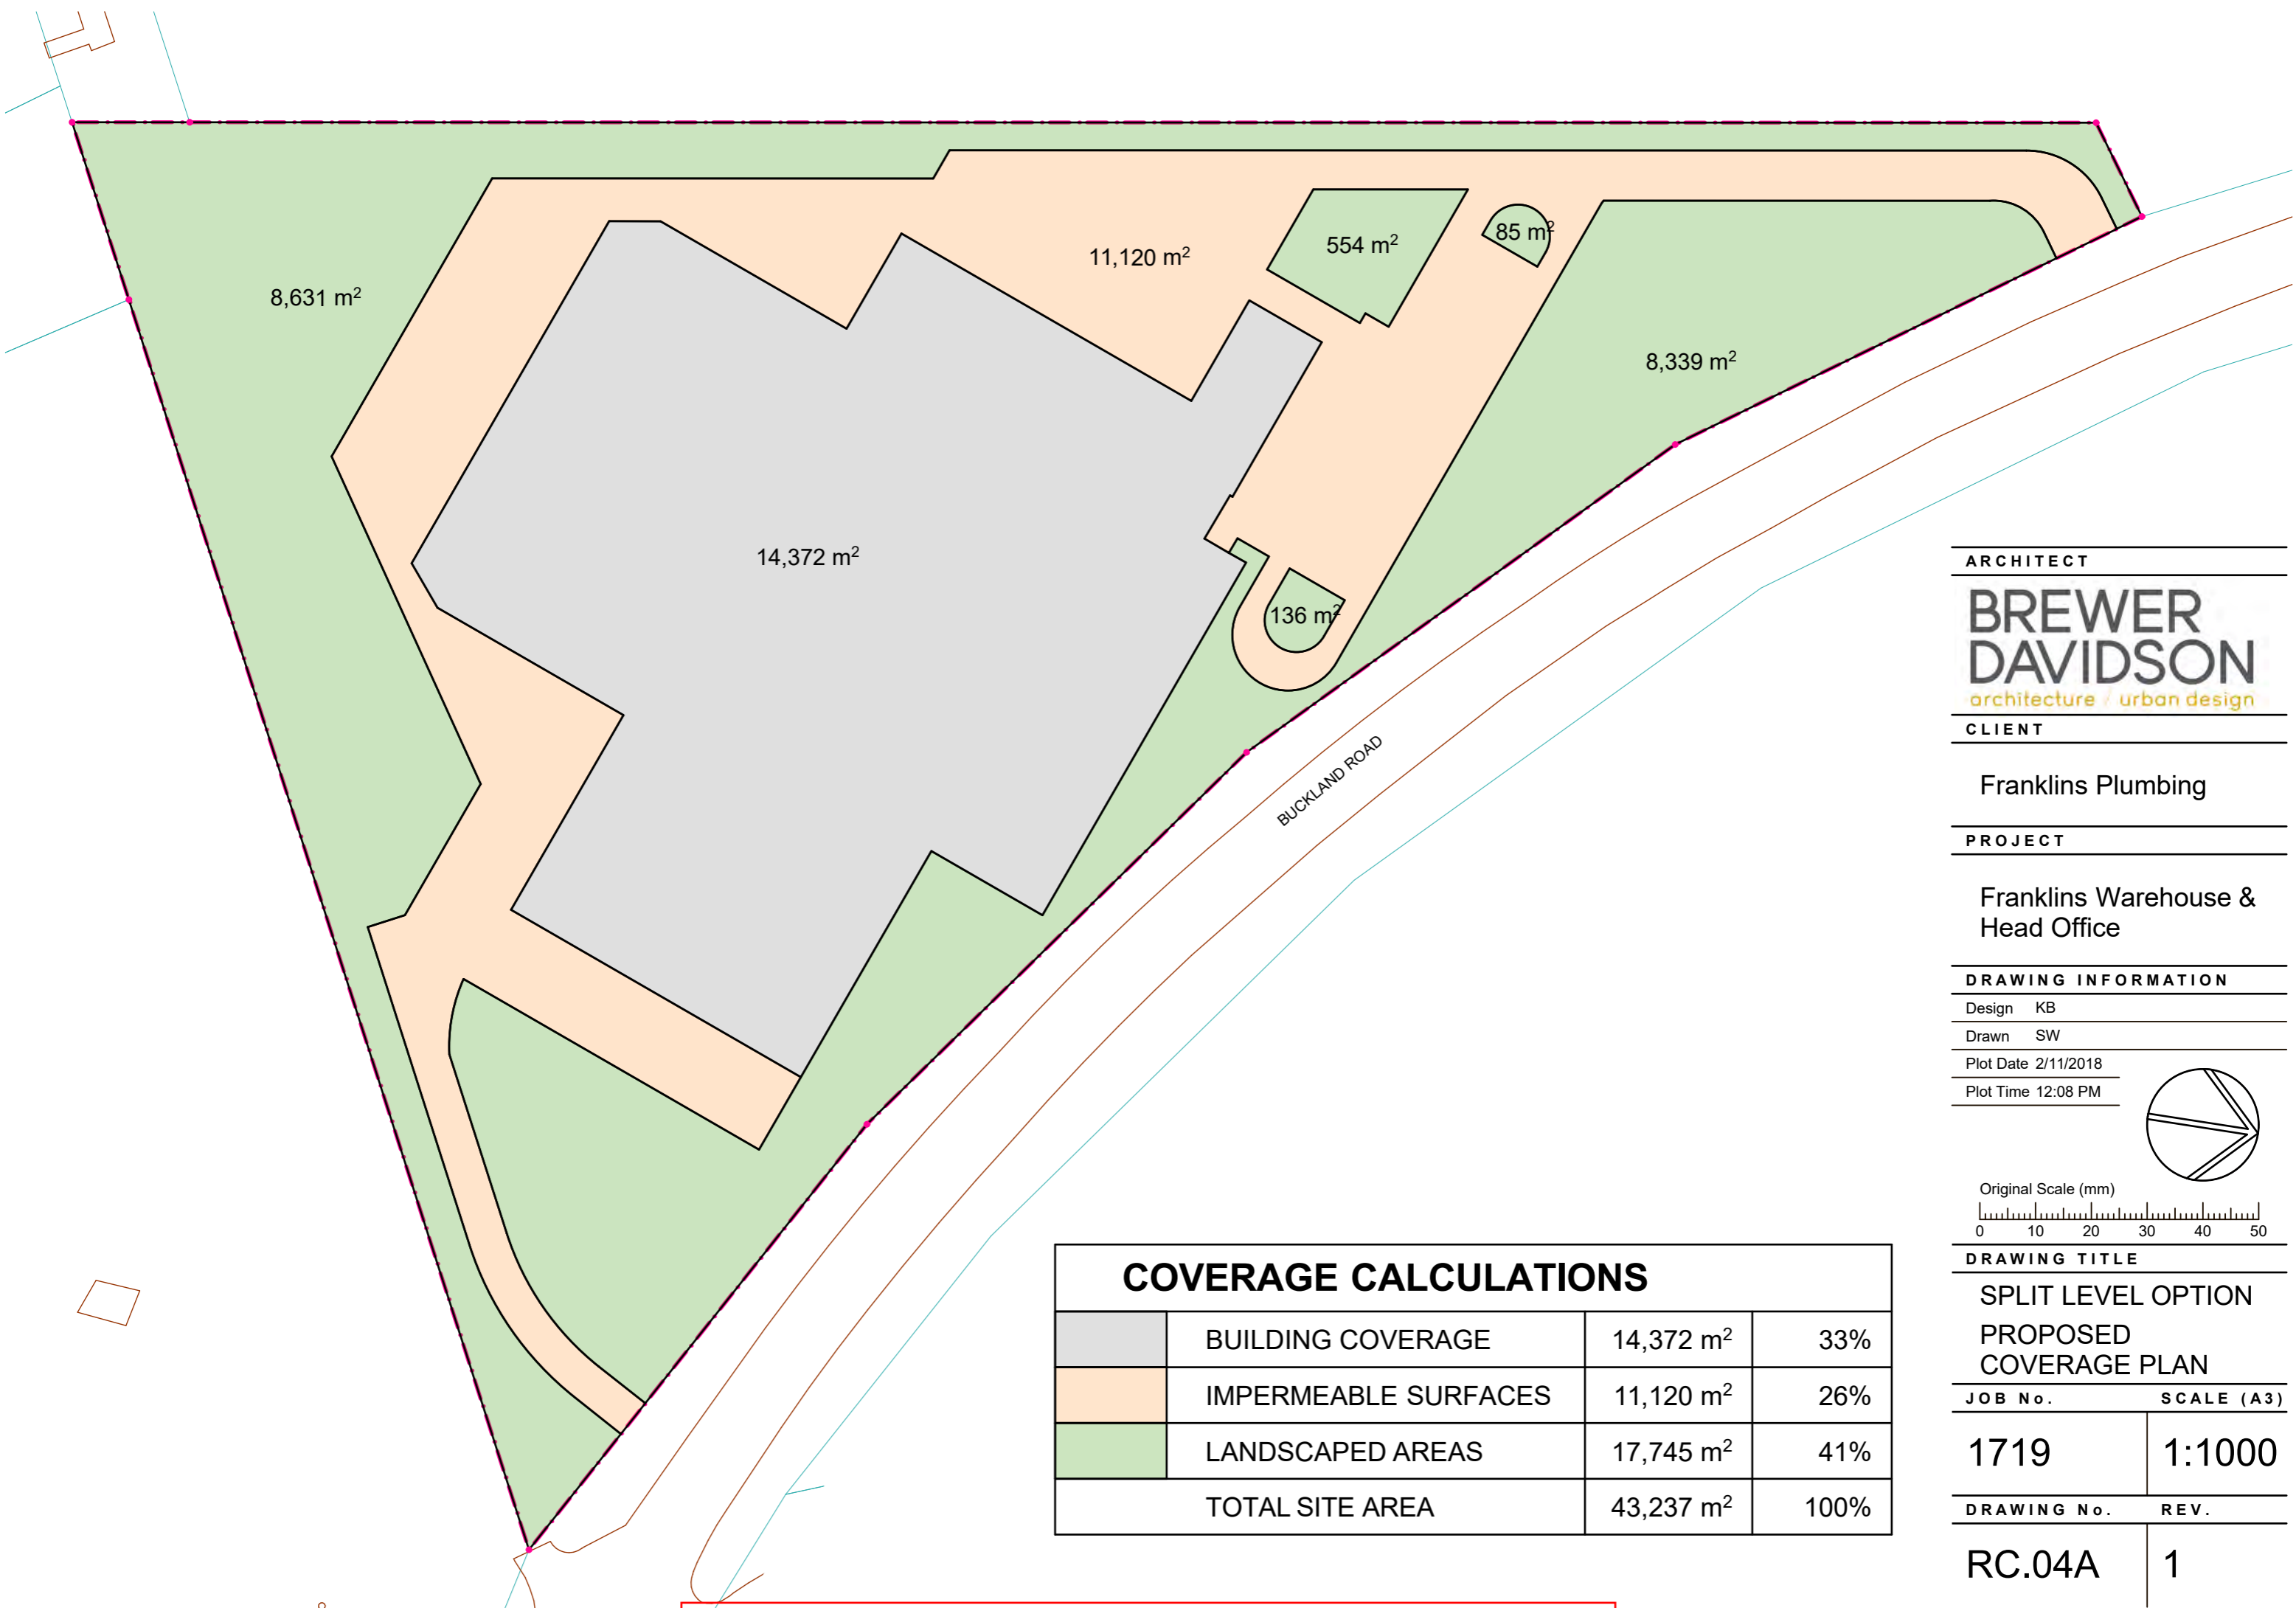 8,631 m²
11,120 m²
554 m²
85 m²
8,339 m²
14,372 m²
136 m²
BUCKLAND ROAD
COVERAGE CALCULATIONS
BUILDING COVERAGE 14,372 m² 33%
IMPERMEABLE SURFACES 11,120 m² 26%
LANDSCAPED AREAS 17,745 m² 41%
TOTAL SITE AREA 43,237 m² 100%
ARCHITECT
BREWER
DAVIDSON
architecture / urban design
CLIENT
Franklins Plumbing
PROJECT
Franklins Warehouse &
Head Office
DRAWING INFORMATION
Design KB
Drawn SW
Plot Date 2/11/2018
Plot Time 12:08 PM
Original Scale (mm)
0 10 20 30 40 50
DRAWING TITLE
SPLIT LEVEL OPTION
PROPOSED
COVERAGE PLAN
JOB No. SCALE (A3)
1719 1:1000
DRAWING No. REV.
RC.04A 1